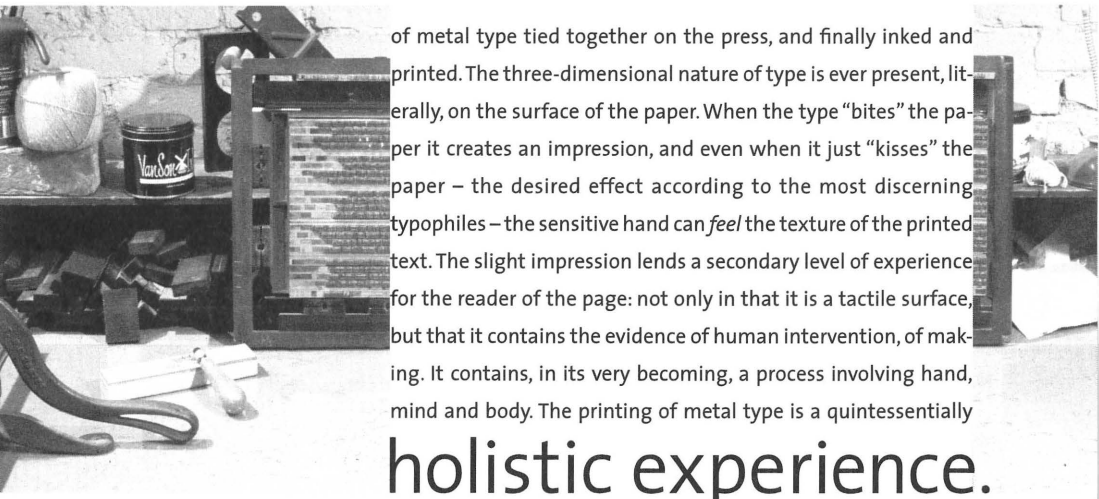 of metal type tied together on the press, and finally inked and
printed. The three-dimensional nature of type is ever present, lit-
erally, on the surface of the paper. When the type “bites” the pa-
per it creates an impression, and even when it just “kisses” the
paper – the desired effect according to the most discerning
typophiles – the sensitive hand can feel the texture of the printed
text. The slight impression lends a secondary level of experience
for the reader of the page: not only in that it is a tactile surface,
but that it contains the evidence of human intervention, of mak-
ing. It contains, in its very becoming, a process involving hand,
mind and body. The printing of metal type is a quintessentially
holistic experience.
VanSon